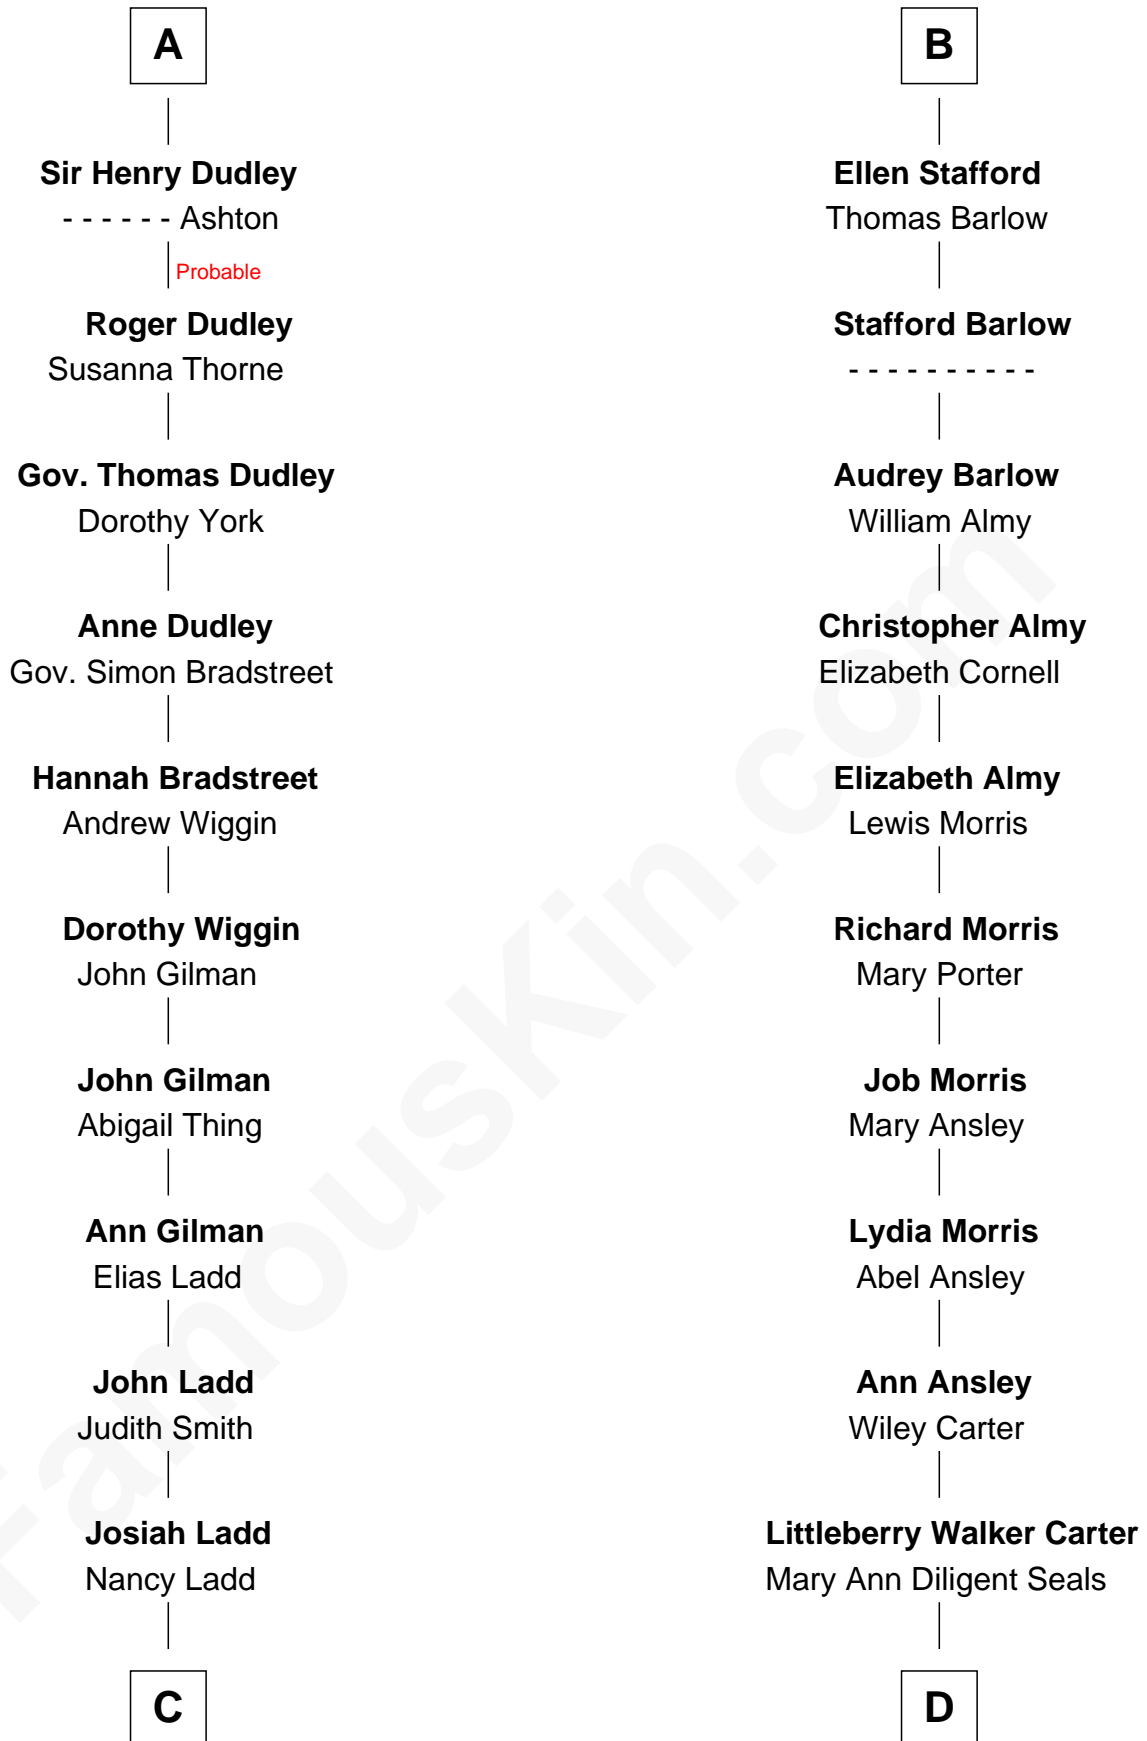 A
Sir Henry Dudley
- - - - - - Ashton
Probable
Roger Dudley
Susanna Thorne
Gov. Thomas Dudley
Dorothy York
Anne Dudley
Gov. Simon Bradstreet
Hannah Bradstreet
Andrew Wiggin
Dorothy Wiggin
John Gilman
John Gilman
Abigail Thing
Ann Gilman
Elias Ladd
John Ladd
Judith Smith
Josiah Ladd
Nancy Ladd
C
B
Ellen Stafford
Thomas Barlow
Stafford Barlow
- - - - - - - - - -
Audrey Barlow
William Almy
Christopher Almy
Elizabeth Cornell
Elizabeth Almy
Lewis Morris
Richard Morris
Mary Porter
Job Morris
Mary Ansley
Lydia Morris
Abel Ansley
Ann Ansley
Wiley Carter
Littleberry Walker Carter
Mary Ann Diligent Seals
D
FamousKin.com